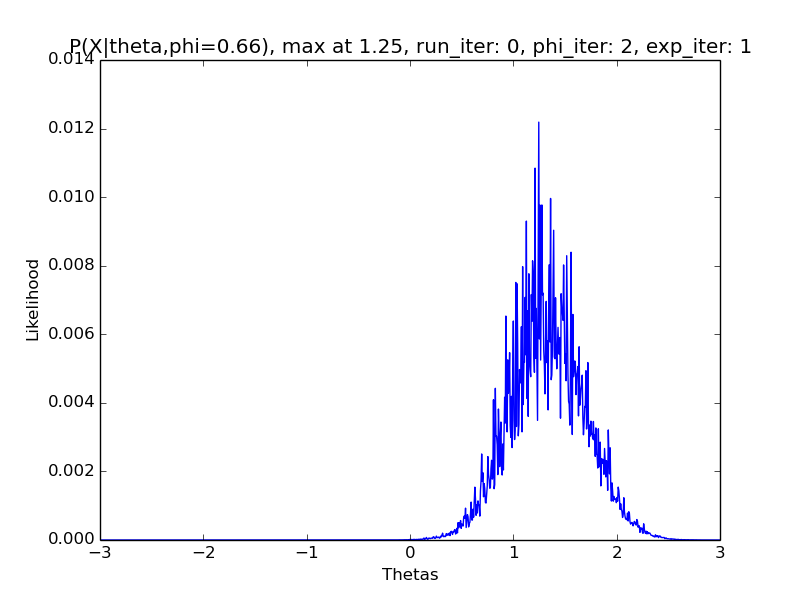 P(X|theta,phi=0.66), max at 1.25, run_iter: 0, phi_iter: 2, exp_iter: 1
0.014
0.012
0.010
0.008
0.006
0.004
0.002
0.000
Likelihood
−3 −2 −1 0 1 2 3
Thetas